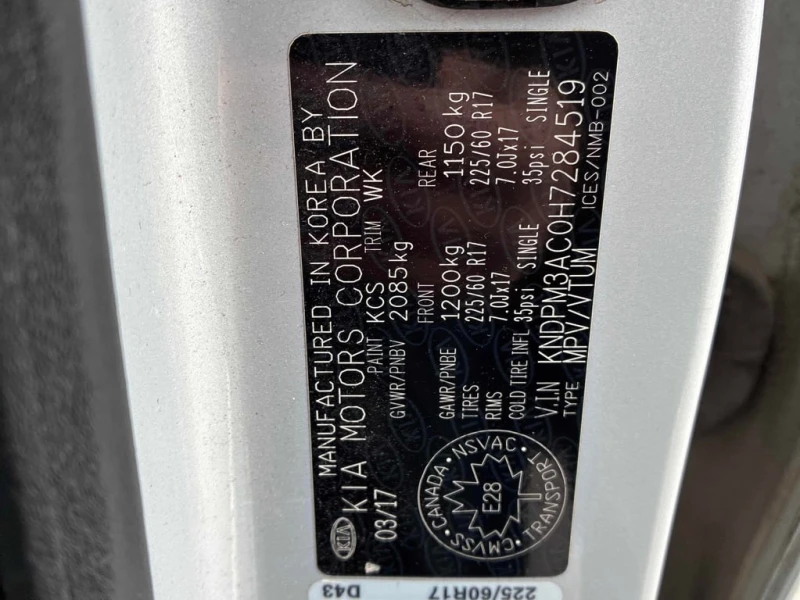 MANUFACTURED IN KOREA BY
KIA KIA MOTORS CORPORATION
03/17 PAINT KCS TRIM WK
GVWR/PNBV 2085kg
FRONT REAR
GAWR/PNBE 1200kg 1150kg
TIRES 225/60 R17 225/60 R17
RIMS 7.0Jx17 7.0Jx17
COLD TIRE INFL 35psi SINGLE 35psi SINGLE
V.I.N KNDPM3AC0H7284519
TYPE MPV/VTUM ICES/NMB-002
CANADA • NSVAC • TRANSPORT • CMVSS •
E28
D43 225/60R17